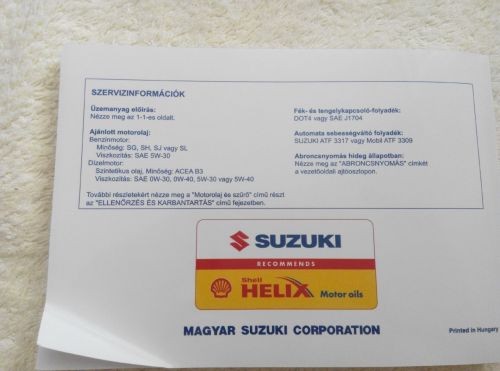 SZERVIZINFORMÁCIÓK
Üzemanyag előírás:
Nézze meg az 1-1-es oldalt.
Ajánlott motorolaj:
Benzinmotor:
Minőség: SG, SH, SJ vagy SL
Viszkozitás: SAE 5W-30
Dízelmotor:
Szintetikus olaj, Minőség: ACEA B3
Viszkozitás: SAE 0W-30, 0W-40, 5W-30 vagy 5W-40
Fék- és tengelykapcsoló-folyadék:
DOT4 vagy SAE J1704
Automata sebességváltó folyadék:
SUZUKI ATF 3317 vagy Mobil ATF 3309
Abroncsnyomás hideg állapotban:
Nézze meg az "ABRONCSNYOMÁS" címkét
a vezetőoldali ajtóoszlopon.
További részletekért nézze meg a "Motorolaj és szűrő" című részt
az "ELLENŐRZÉS ÉS KARBANTARTÁS" című fejezetben.
SUZUKI
RECOMMENDS
Shell
HELIX Motor oils
MAGYAR SUZUKI CORPORATION
Printed in Hungary